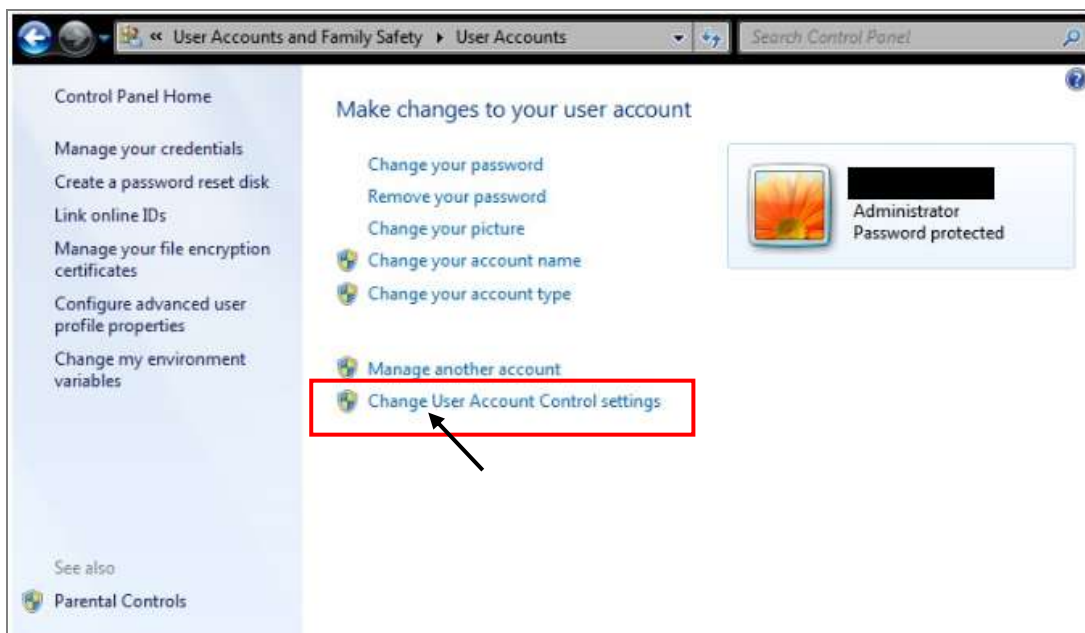 « User Accounts and Family Safety ▸ User Accounts
Search Control Panel
Control Panel Home
Manage your credentials
Create a password reset disk
Link online IDs
Manage your file encryption
certificates
Configure advanced user
profile properties
Change my environment
variables
See also
Parental Controls
Make changes to your user account
Change your password
Remove your password
Change your picture
Change your account name
Change your account type
Manage another account
Change User Account Control settings
Administrator
Password protected